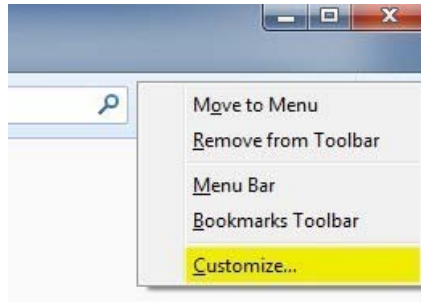 Move to Menu
Remove from Toolbar
Menu Bar
Bookmarks Toolbar
Customize...